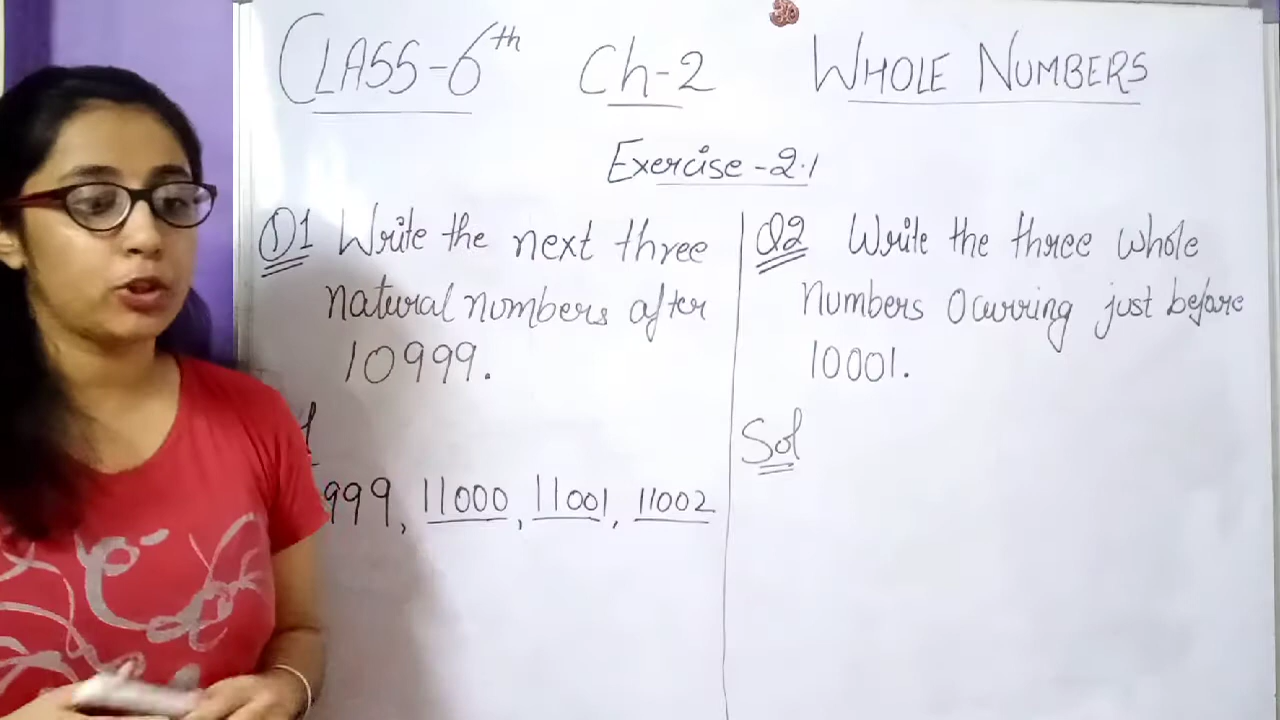 CLASS-6th Ch-2 WHOLE NUMBERS
Exercise-2.1
Q1 Write the next three
natural numbers after
10999.
999, 11000, 11001, 11002
Q2 Write the three whole
numbers Ocurring just before
10001.
Sol